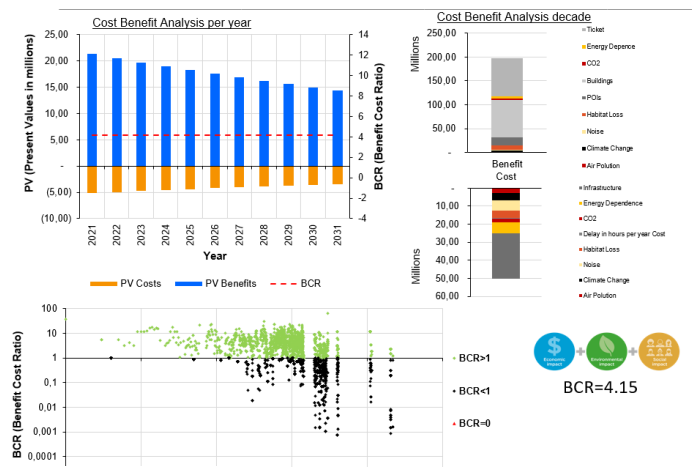 Cost Benefit Analysis per year
25,00
20,00
15,00
10,00
5,00
-
(5,00)
(10,00)
PV (Present Values in millions)
14
12
10
8
6
4
2
0
-2
-4
BCR (Benefit Cost Ratio)
2021
2022
2023
2024
2025
2026
2027
2028
2029
2030
2031
Year
PV Costs
PV Benefits
BCR
Cost Benefit Analysis decade
Millions
250,00
200,00
150,00
100,00
50,00
-
Benefit
Cost
-
10,00
20,00
30,00
40,00
50,00
60,00
Millions
Ticket
Energy Depence
CO2
Buildings
POIs
Habitat Loss
Noise
Climate Change
Air Polution
Infrastructure
Energy Dependence
CO2
Delay in hours per year Cost
Habitat Loss
Noise
Climate Change
Air Polution
BCR (Benefit Cost Ratio)
100
10
1
0,1
0,01
0,001
0,0001
BCR>1
BCR<1
BCR=0
$
Economic
Impact
+
Environmental
Impact
+
Social
Impact
BCR=4.15